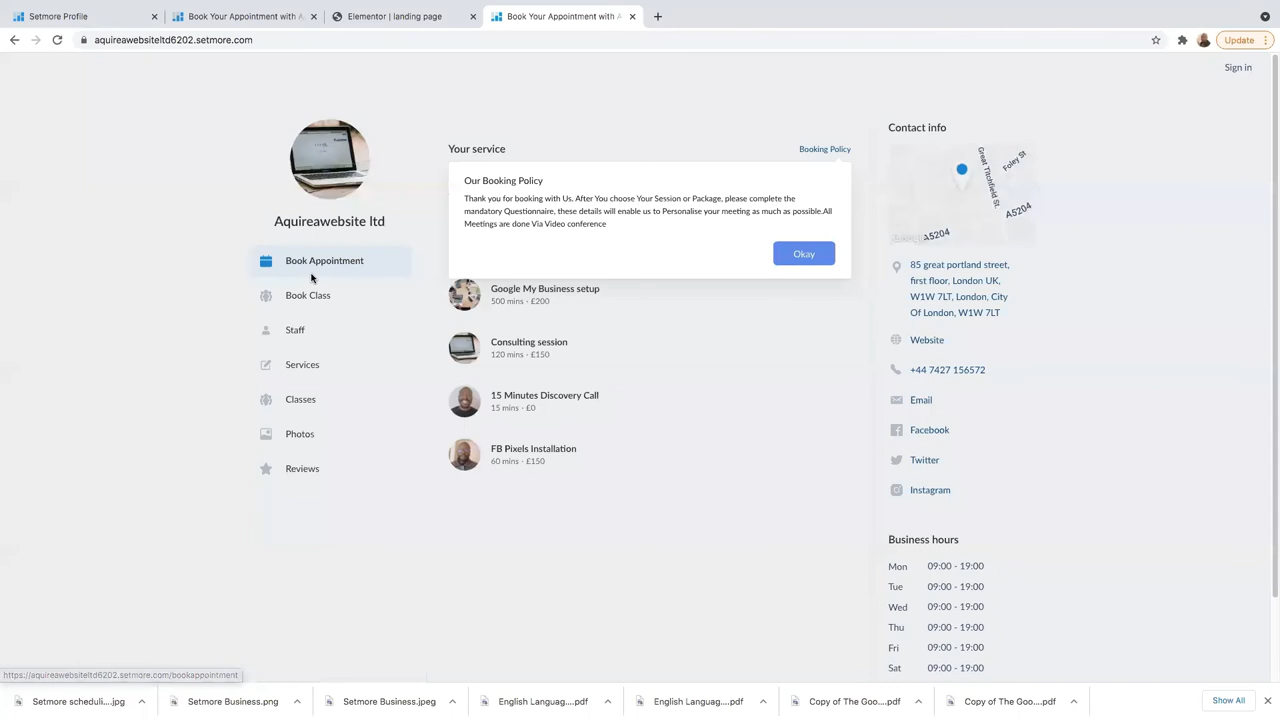 Setmore Profile
Book Your Appointment with A
Elementor | landing page
Book Your Appointment with A
aquireawebsiteltd6202.setmore.com
Update
Sign in
Aquireawebsite ltd
Book Appointment
Book Class
Staff
Services
Classes
Photos
Reviews
Your service
Booking Policy
Our Booking Policy
Thank you for booking with Us. After You choose Your Session or Package, please complete the
mandatory Questionnaire, these details will enable us to Personalise your meeting as much as possible.All
Meetings are done Via Video conference
Okay
Google My Business setup
500 mins · £200
Consulting session
120 mins · £150
15 Minutes Discovery Call
15 mins · £0
FB Pixels Installation
60 mins · £150
Contact info
Great Titchfield St
Foley St
A5204
A5204
85 great portland street,
first floor, London UK,
W1W 7LT, London, City
Of London, W1W 7LT
Website
+44 7427 156572
Email
Facebook
Twitter
Instagram
Business hours
Mon 09:00 - 19:00
Tue 09:00 - 19:00
Wed 09:00 - 19:00
Thu 09:00 - 19:00
Fri 09:00 - 19:00
Sat 09:00 - 19:00
https://aquireawebsiteltd6202.setmore.com/bookappointment
Setmore scheduli....jpg
Setmore Business.png
Setmore Business.jpeg
English Languag....pdf
English Languag....pdf
Copy of The Goo....pdf
Copy of The Goo....pdf
Show All